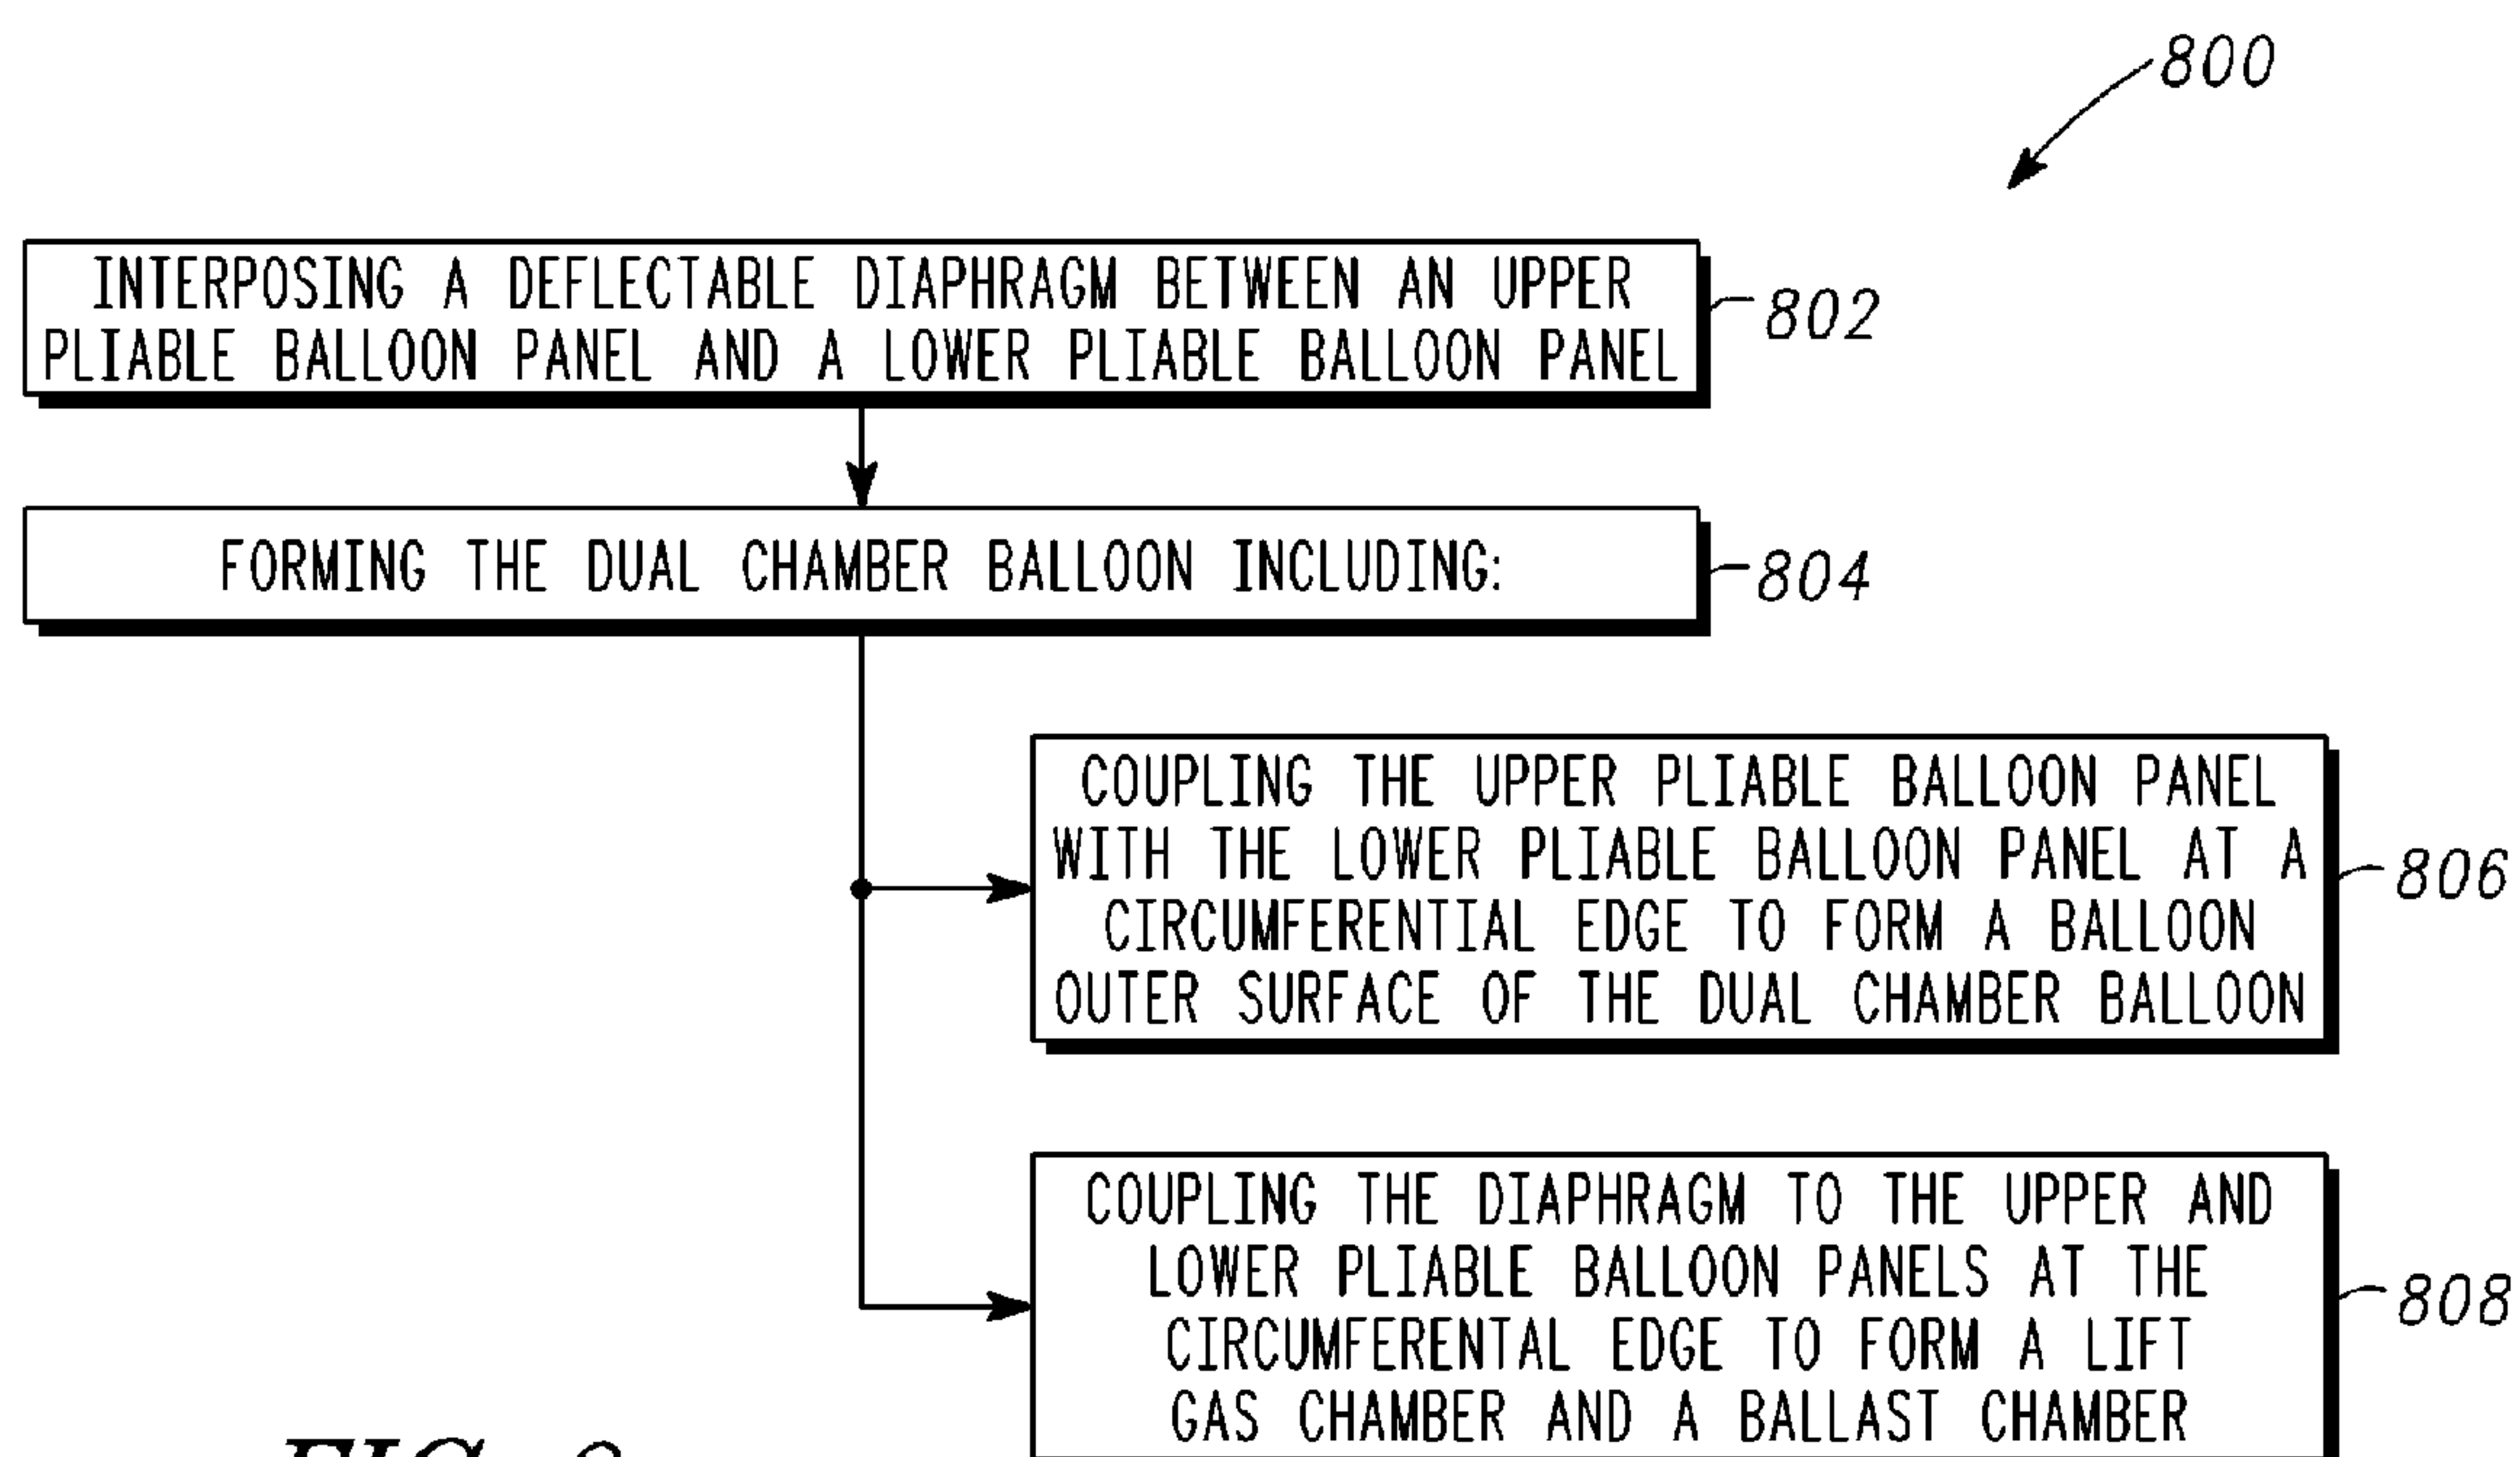 800
INTERPOSING A DEFLECTABLE DIAPHRAGM BETWEEN AN UPPER
PLIABLE BALLOON PANEL AND A LOWER PLIABLE BALLOON PANEL
802
FORMING THE DUAL CHAMBER BALLOON INCLUDING:
804
COUPLING THE UPPER PLIABLE BALLOON PANEL
WITH THE LOWER PLIABLE BALLOON PANEL AT A
CIRCUMFERENTIAL EDGE TO FORM A BALLOON
OUTER SURFACE OF THE DUAL CHAMBER BALLOON
806
COUPLING THE DIAPHRAGM TO THE UPPER AND
LOWER PLIABLE BALLOON PANELS AT THE
CIRCUMFERENTAL EDGE TO FORM A LIFT
GAS CHAMBER AND A BALLAST CHAMBER
808